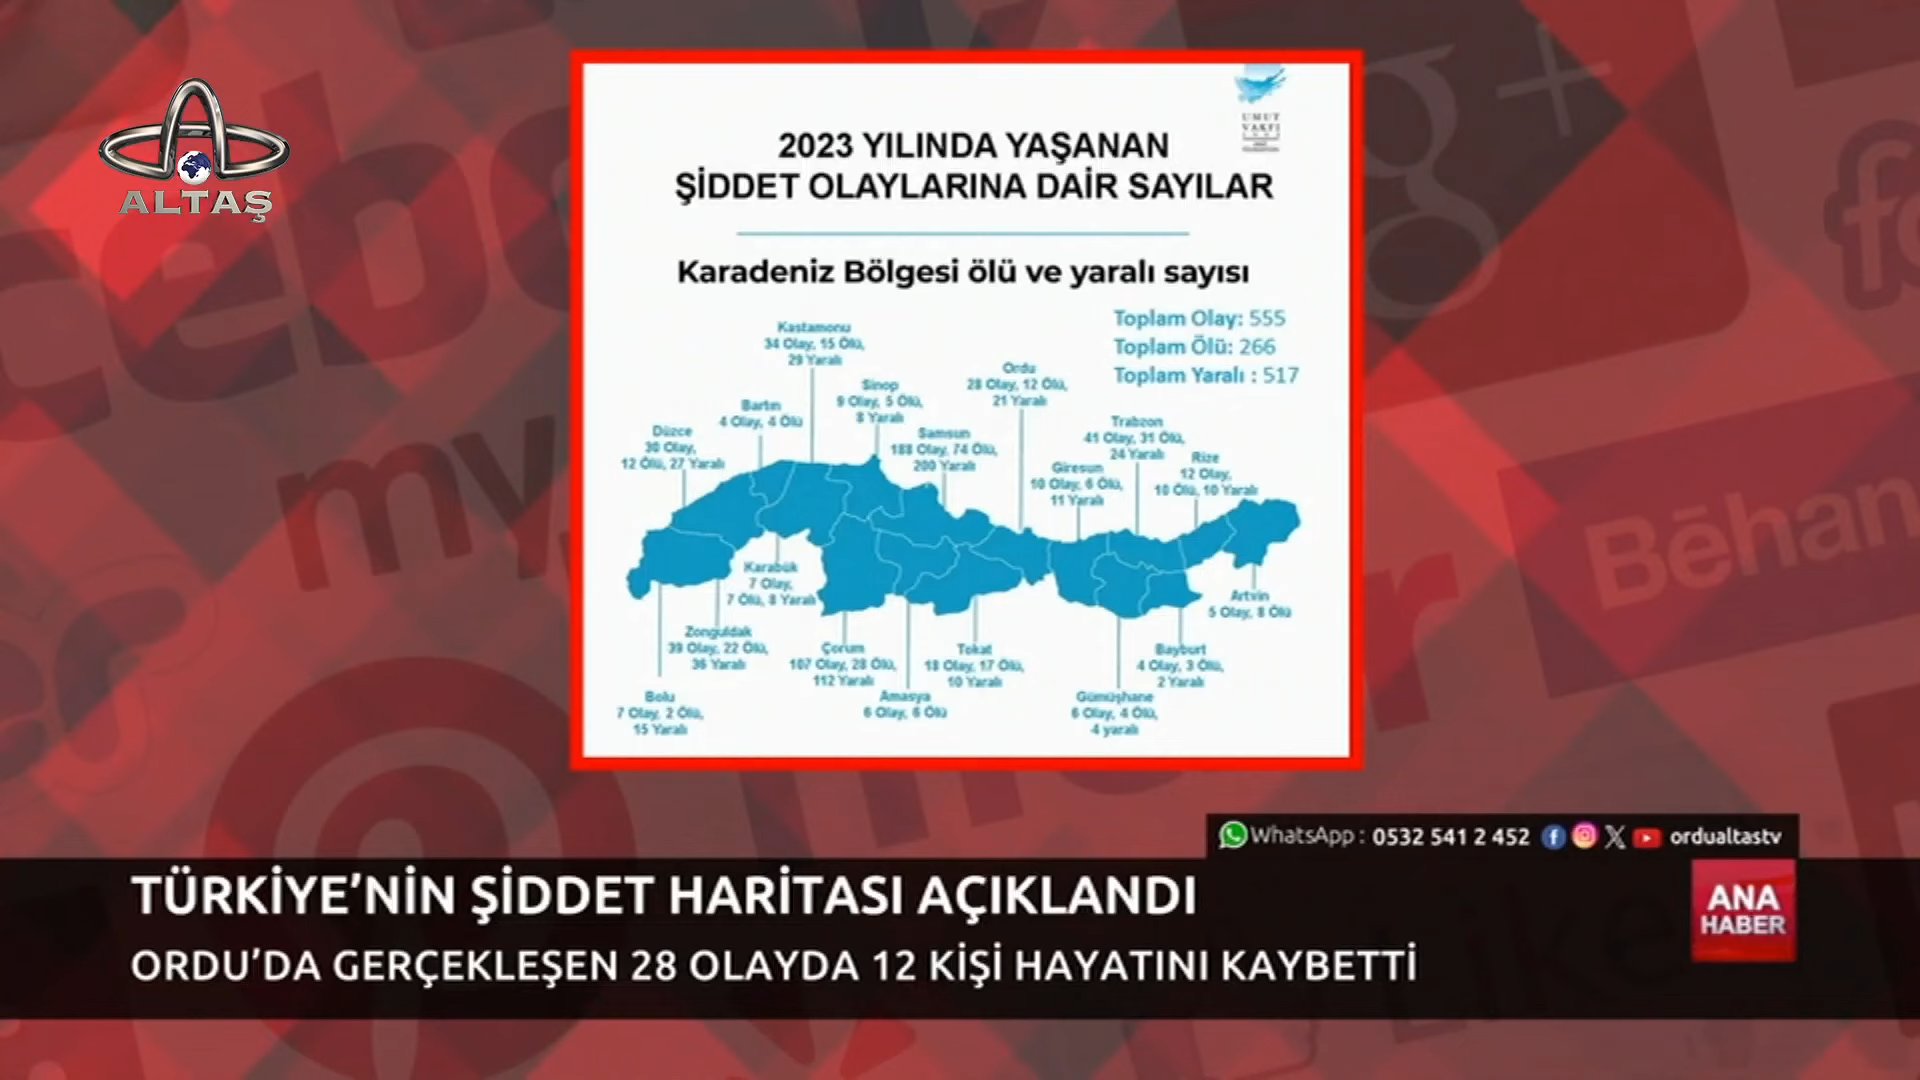 ALTAŞ
UMUT
VAKFI
2023 YILINDA YAŞANAN
ŞİDDET OLAYLARINA DAİR SAYILAR
Karadeniz Bölgesi ölü ve yaralı sayısı
Toplam Olay: 555
Toplam Ölü: 266
Toplam Yaralı : 517
Kastamonu
34 Olay, 15 Ölü,
29 Yaralı
Sinop
9 Olay, 5 Ölü,
8 Yaralı
Ordu
28 Olay, 12 Ölü,
21 Yaralı
Bartın
4 Olay, 4 Ölü
Düzce
30 Olay,
12 Ölü, 27 Yaralı
Samsun
188 Olay, 74 Ölü,
200 Yaralı
Trabzon
41 Olay, 31 Ölü,
24 Yaralı
Giresun
10 Olay, 6 Ölü,
11 Yaralı
Rize
12 Olay,
10 Ölü, 10 Yaralı
Karabük
7 Olay,
7 Ölü, 8 Yaralı
Artvin
5 Olay, 8 Ölü
Zonguldak
39 Olay, 22 Ölü,
36 Yaralı
Çorum
107 Olay, 28 Ölü,
112 Yaralı
Tokat
18 Olay, 17 Ölü,
10 Yaralı
Bayburt
4 Olay, 3 Ölü,
2 Yaralı
Bolu
7 Olay, 2 Ölü,
15 Yaralı
Amasya
6 Olay, 6 Ölü
Gümüşhane
6 Olay, 4 Ölü,
4 yaralı
my
g+
Bēhan
Like
WhatsApp : 0532 541 2 452 ordualtastv
TÜRKİYE'NİN ŞİDDET HARİTASI AÇIKLANDI
ORDU'DA GERÇEKLEŞEN 28 OLAYDA 12 KİŞİ HAYATINI KAYBETTİ
ANA
HABER